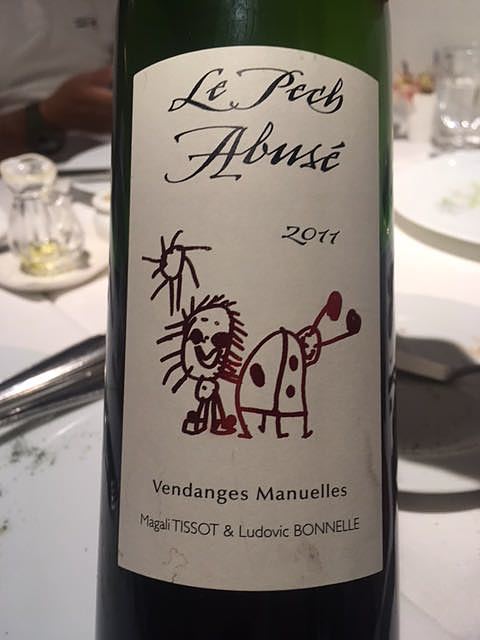 Le Pech
Abusé
2011
Vendanges Manuelles
Magali TISSOT & Ludovic BONNELLE